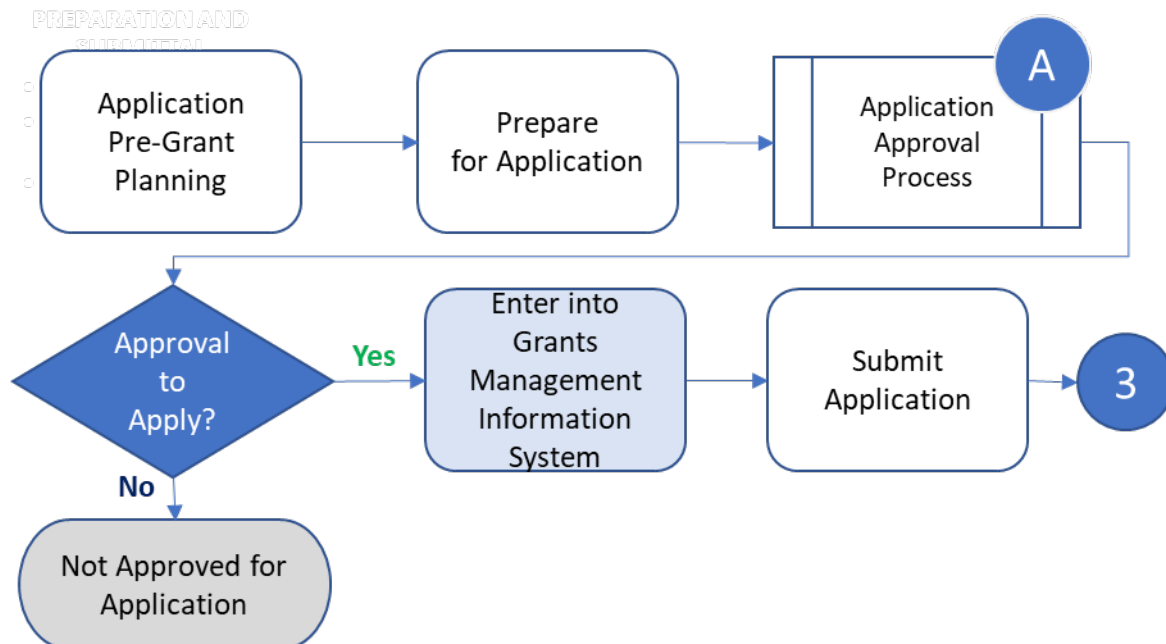 PREPARATION AND
SUBMITTAL
Application
Pre-Grant
Planning
Prepare
for Application
A
Application
Approval
Process
Approval
to
Apply?
Yes
No
Enter into
Grants
Management
Information
System
Submit
Application
3
Not Approved for
Application